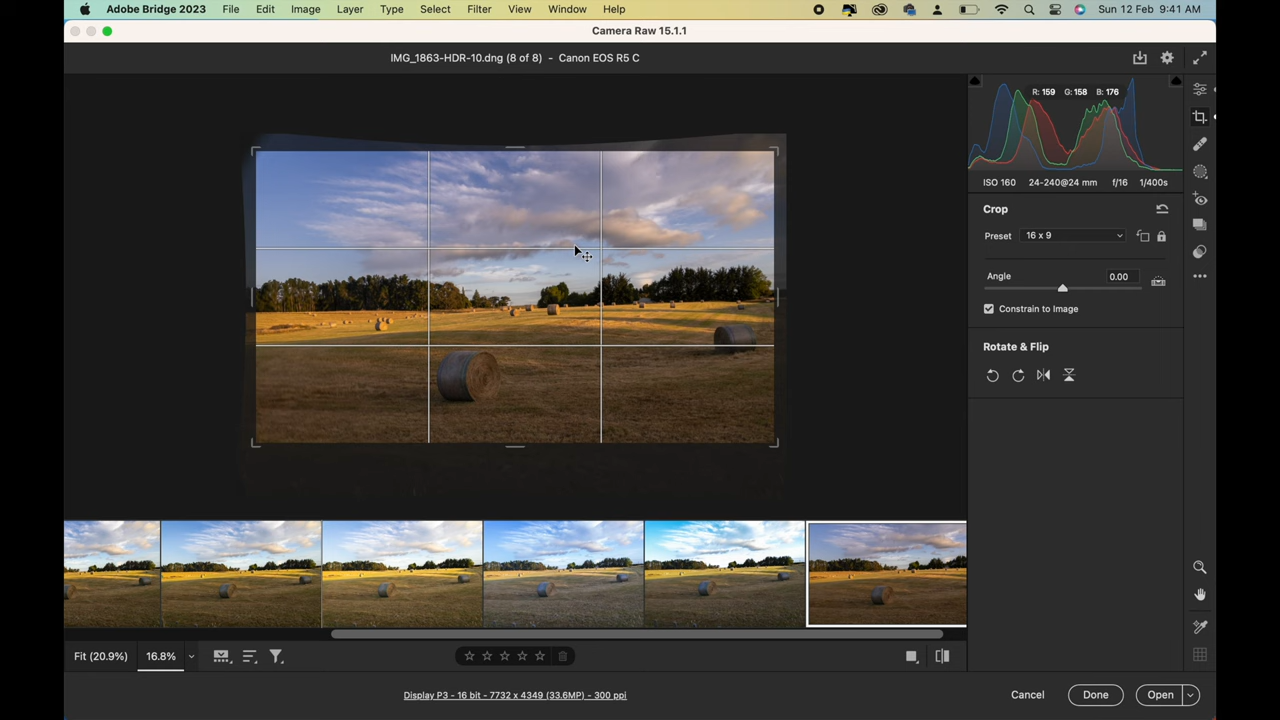 Adobe Bridge 2023 File Edit Image Layer Type Select Filter View Window Help Sun 12 Feb 9:41 AM
Camera Raw 15.1.1
IMG_1863-HDR-10.dng (8 of 8) - Canon EOS R5 C
R: 159 G: 158 B: 176
ISO 160 24-240@24 mm f/16 1/400s
Crop
Preset 16 x 9
Angle 0.00
Constrain to Image
Rotate & Flip
Fit (20.9%) 16.8%
Display P3 - 16 bit - 7732 x 4349 (33.6MP) - 300 ppi
Cancel Done Open